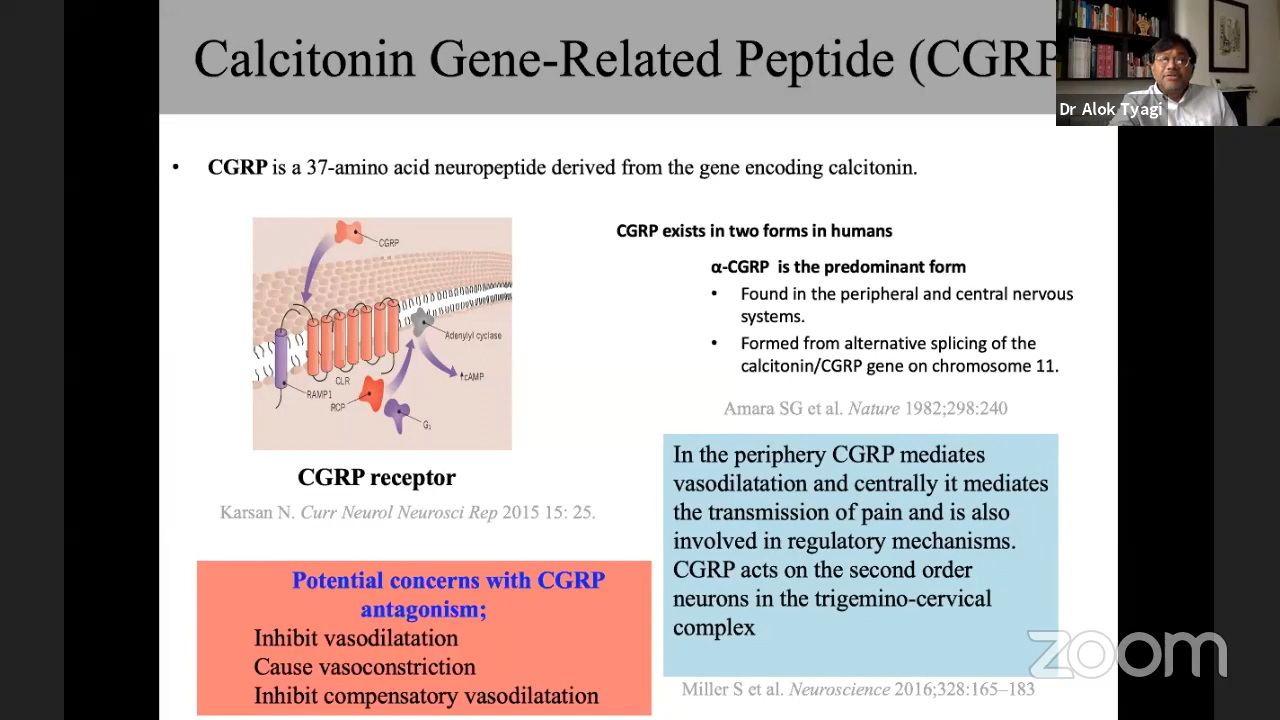 Calcitonin Gene-Related Peptide (CGRP
Dr Alok Tyagi
• CGRP is a 37-amino acid neuropeptide derived from the gene encoding calcitonin.
CGRP
Adenylyl cyclase
cAMP
CLR
RAMP1
RCP
CGRP receptor
Karsan N. Curr Neurol Neurosci Rep 2015 15: 25.
CGRP exists in two forms in humans
α-CGRP is the predominant form
• Found in the peripheral and central nervous
systems.
• Formed from alternative splicing of the
calcitonin/CGRP gene on chromosome 11.
Amara SG et al. Nature 1982;298:240
In the periphery CGRP mediates
vasodilatation and centrally it mediates
the transmission of pain and is also
involved in regulatory mechanisms.
CGRP acts on the second order
neurons in the trigemino-cervical
complex
Miller S et al. Neuroscience 2016;328:165–183
Potential concerns with CGRP
antagonism;
Inhibit vasodilatation
Cause vasoconstriction
Inhibit compensatory vasodilatation
zoom